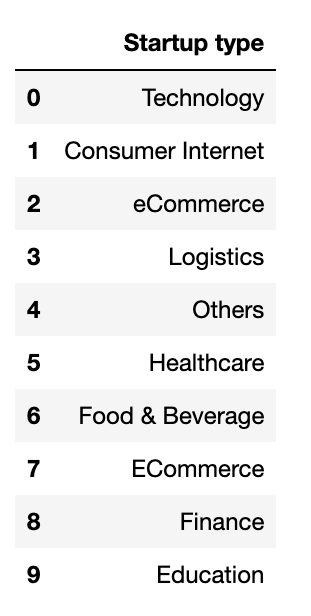 Startup type
0 Technology
1 Consumer Internet
2 eCommerce
3 Logistics
4 Others
5 Healthcare
6 Food & Beverage
7 ECommerce
8 Finance
9 Education